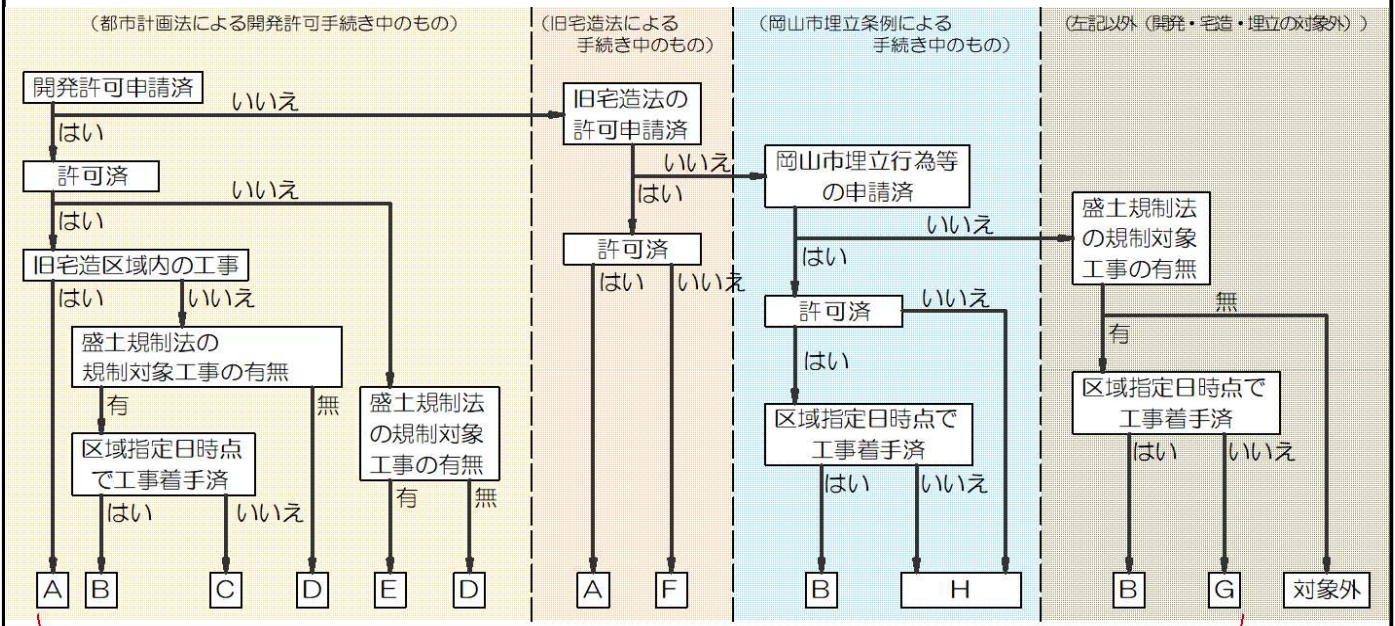 (都市計画法による開発許可手続き中のもの)
開発許可申請済
いいえ
はい
許可済
いいえ
はい
旧宅造区域内の工事
はい
いいえ
盛土規制法の
規制対象工事の有無
有
無
区域指定日時点
で工事着手済
はい
いいえ
盛土規制法
の規制対象
工事の有無
有
無
A
B
C
D
E
D
(旧宅造法による
手続き中のもの)
旧宅造法の
許可申請済
いいえ
はい
許可済
はい
いいえ
A
F
(岡山市埋立条例による
手続き中のもの)
岡山市埋立行為等
の申請済
いいえ
はい
許可済
いいえ
はい
区域指定日時点で
工事着手済
はい
いいえ
B
H
(左記以外(開発・宅造・埋立の対象外))
盛土規制法
の規制対象
工事の有無
無
有
区域指定日時点で
工事着手済
はい
いいえ
B
G
対象外